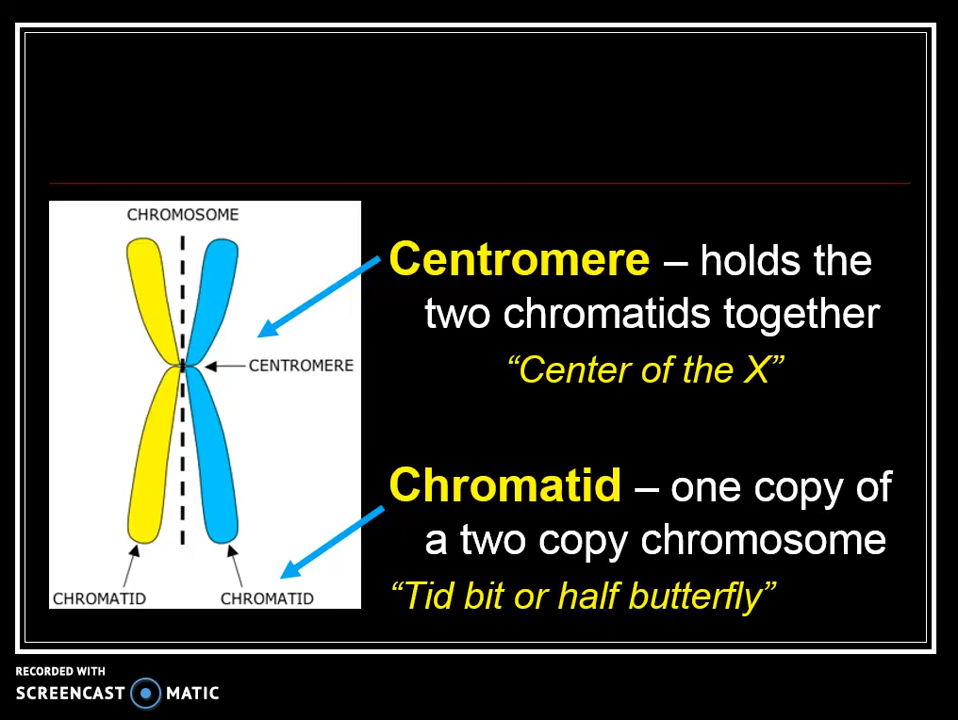 CHROMOSOME
CENTROMERE
CHROMATID
CHROMATID
Centromere – holds the
two chromatids together
“Center of the X”
Chromatid – one copy of
a two copy chromosome
“Tid bit or half butterfly”
RECORDED WITH
SCREENCAST MATIC